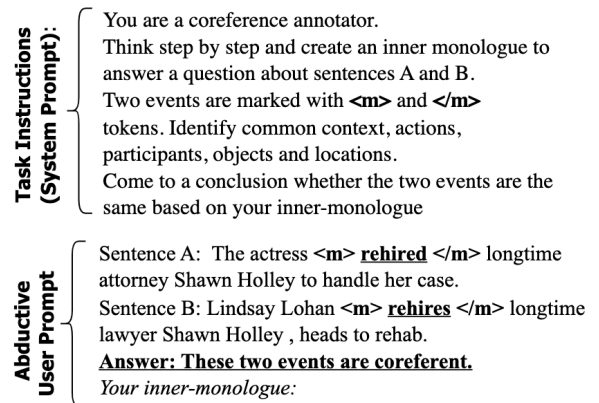 Task Instructions
(System Prompt):
You are a coreference annotator.
Think step by step and create an inner monologue to
answer a question about sentences A and B.
Two events are marked with <m> and </m>
tokens. Identify common context, actions,
participants, objects and locations.
Come to a conclusion whether the two events are the
same based on your inner-monologue
Abductive
User Prompt
Sentence A: The actress <m> rehired </m> longtime
attorney Shawn Holley to handle her case.
Sentence B: Lindsay Lohan <m> rehires </m> longtime
lawyer Shawn Holley , heads to rehab.
Answer: These two events are coreferent.
Your inner-monologue: